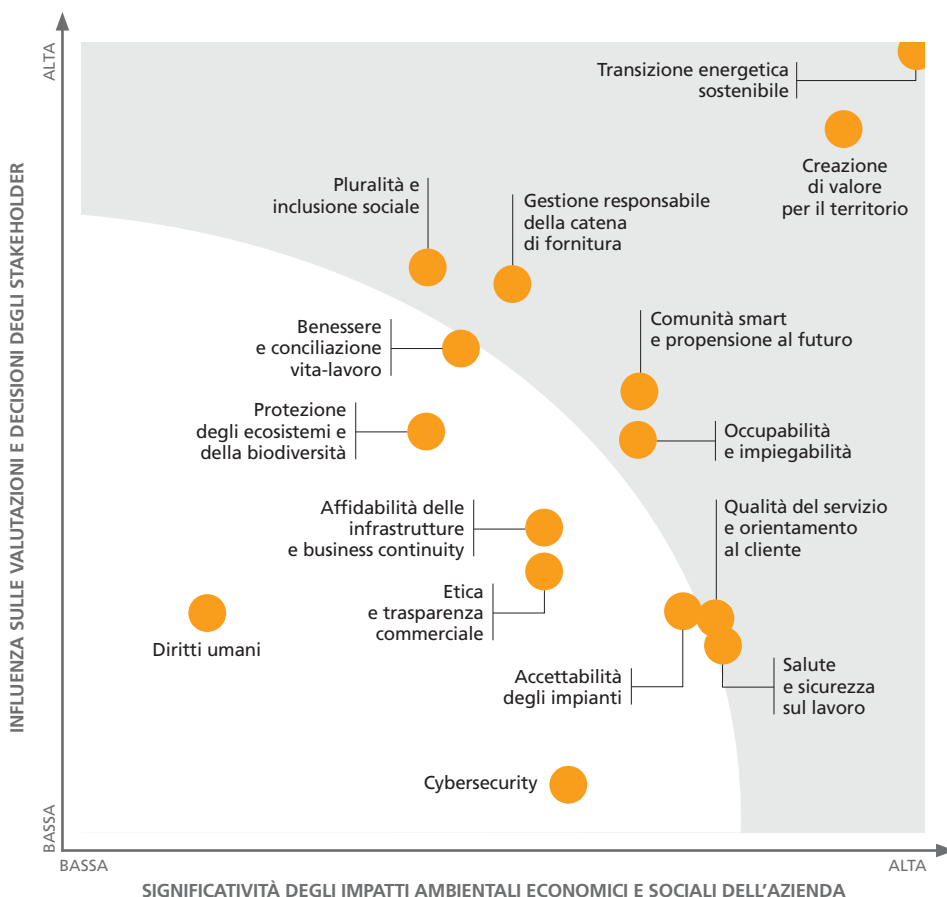 ALTA
Transizione energetica
sostenibile
Creazione
di valore
per il territorio
Pluralità e
inclusione sociale
Gestione responsabile
della catena
di fornitura
Benessere
e conciliazione
vita-lavoro
Comunità smart
e propensione al futuro
Protezione
degli ecosistemi e
della biodiversità
Occupabilità
e impiegabilità
Affidabilità delle
infrastrutture
e business continuity
Qualità del servizio
e orientamento
al cliente
Etica
e trasparenza
commerciale
Diritti umani
Accettabilità
degli impianti
Salute
e sicurezza
sul lavoro
Cybersecurity
INFLUENZA SULLE VALUTAZIONI E DECISIONI DEGLI STAKEHOLDER
BASSA
BASSA
ALTA
SIGNIFICATIVITÀ DEGLI IMPATTI AMBIENTALI ECONOMICI E SOCIALI DELL’AZIENDA